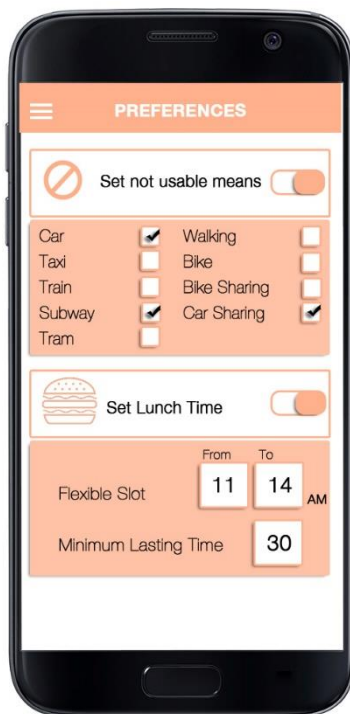 PREFERENCES
Set not usable means
Car
Walking
Taxi
Bike
Train
Bike Sharing
Subway
Car Sharing
Tram
Set Lunch Time
From To
Flexible Slot 11 14 AM
Minimum Lasting Time 30